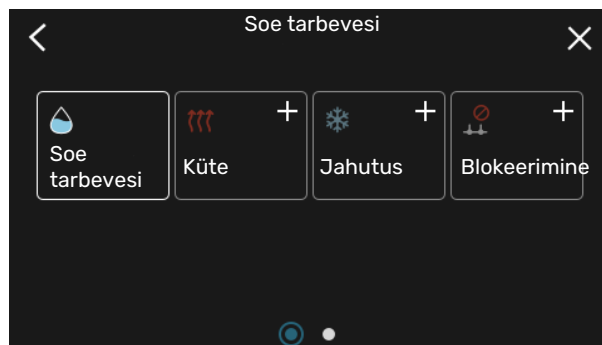 Soe tarbevesi
Soe
tarbevesi
Küte
Jahutus
Blokeerimine